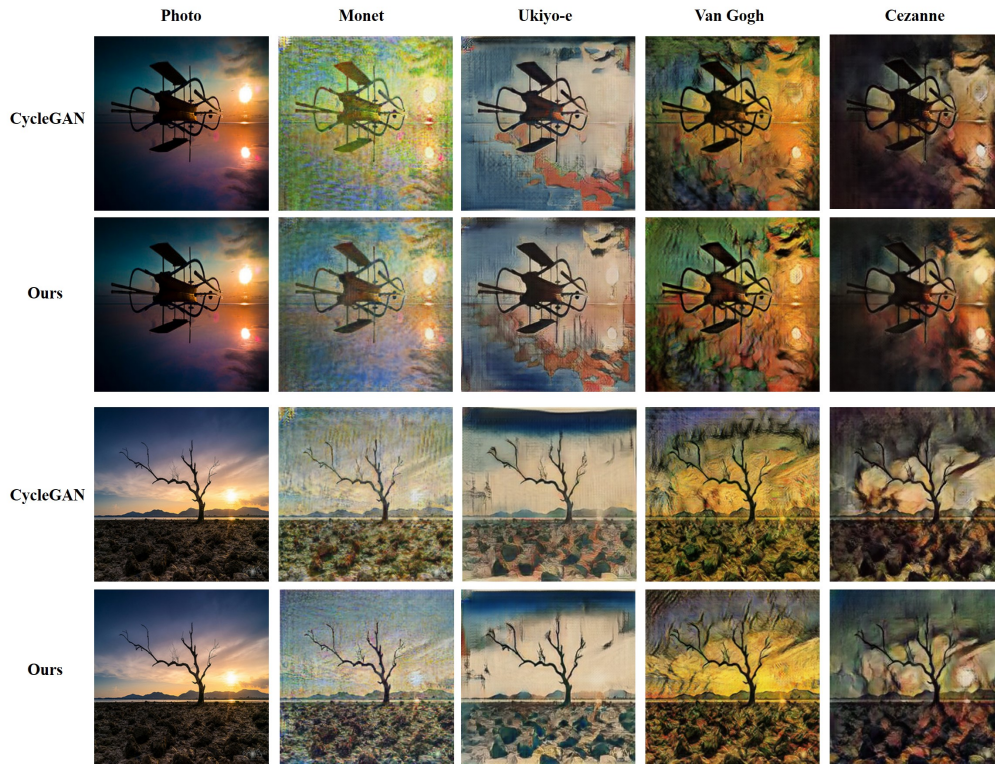 Photo Monet Ukiyo-e Van Gogh Cezanne
CycleGAN
Ours
CycleGAN
Ours